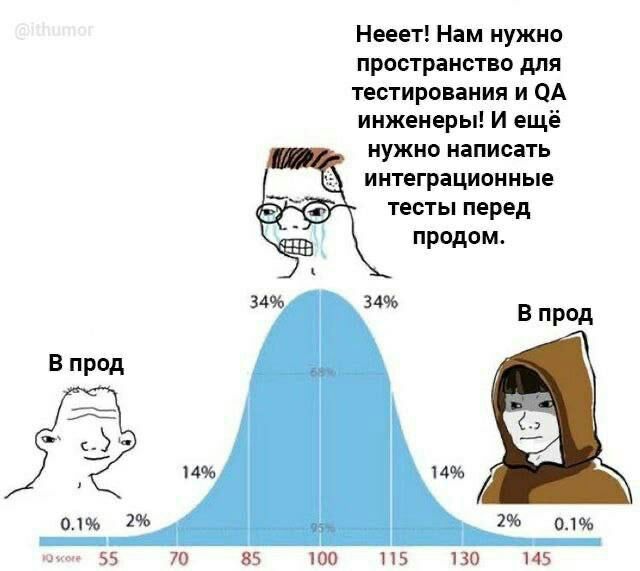 @ithumor
Нееет! Нам нужно
пространство для
тестирования и QA
инженеры! И ещё
нужно написать
интеграционные
тесты перед
продом.
34%
34%
В прод
В прод
68%
14%
14%
0.1%
2%
95%
2%
0.1%
IQ score
55
70
85
100
115
130
145